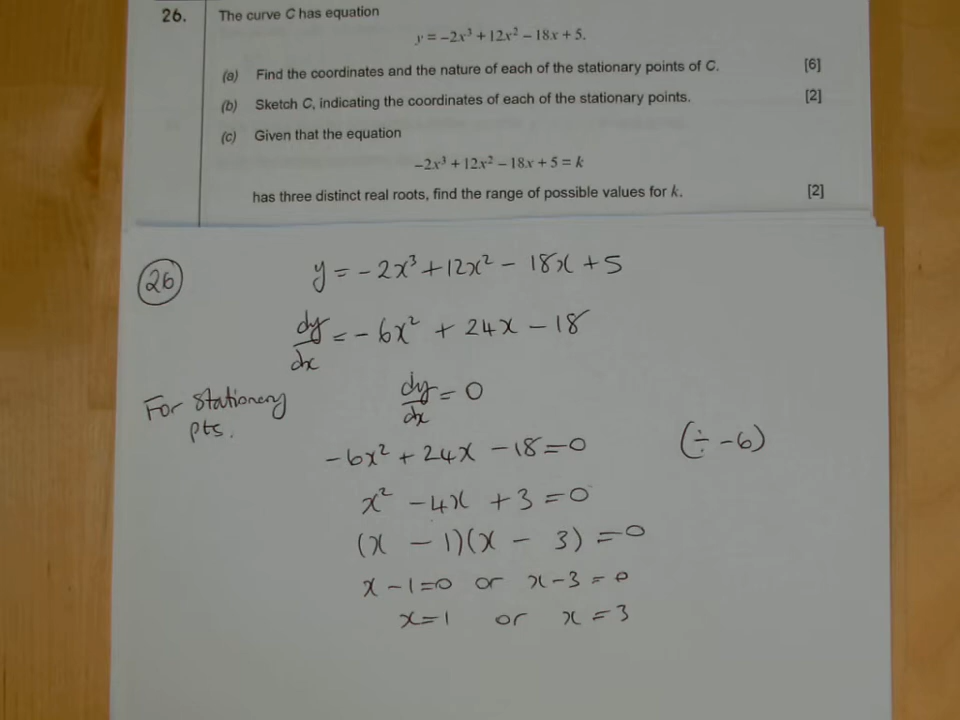 26. The curve C has equation
y = −2x³ + 12x² − 18x + 5.
(a) Find the coordinates and the nature of each of the stationary points of C. [6]
(b) Sketch C, indicating the coordinates of each of the stationary points. [2]
(c) Given that the equation
−2x³ + 12x² − 18x + 5 = k
has three distinct real roots, find the range of possible values for k. [2]
26 y = −2x³ + 12x² − 18x + 5
dy/dx = −6x² + 24x − 18
For stationary pts. dy/dx = 0
−6x² + 24x − 18 = 0 (÷ −6)
x² − 4x + 3 = 0
(x − 1)(x − 3) = 0
x − 1 = 0 or x − 3 = 0
x = 1 or x = 3